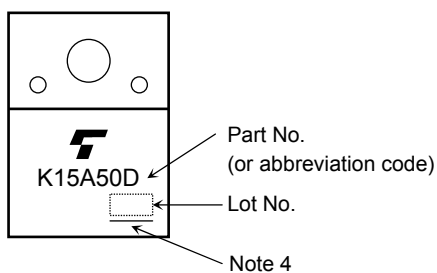 K15A50D
Part No.
(or abbreviation code)
Lot No.
Note 4